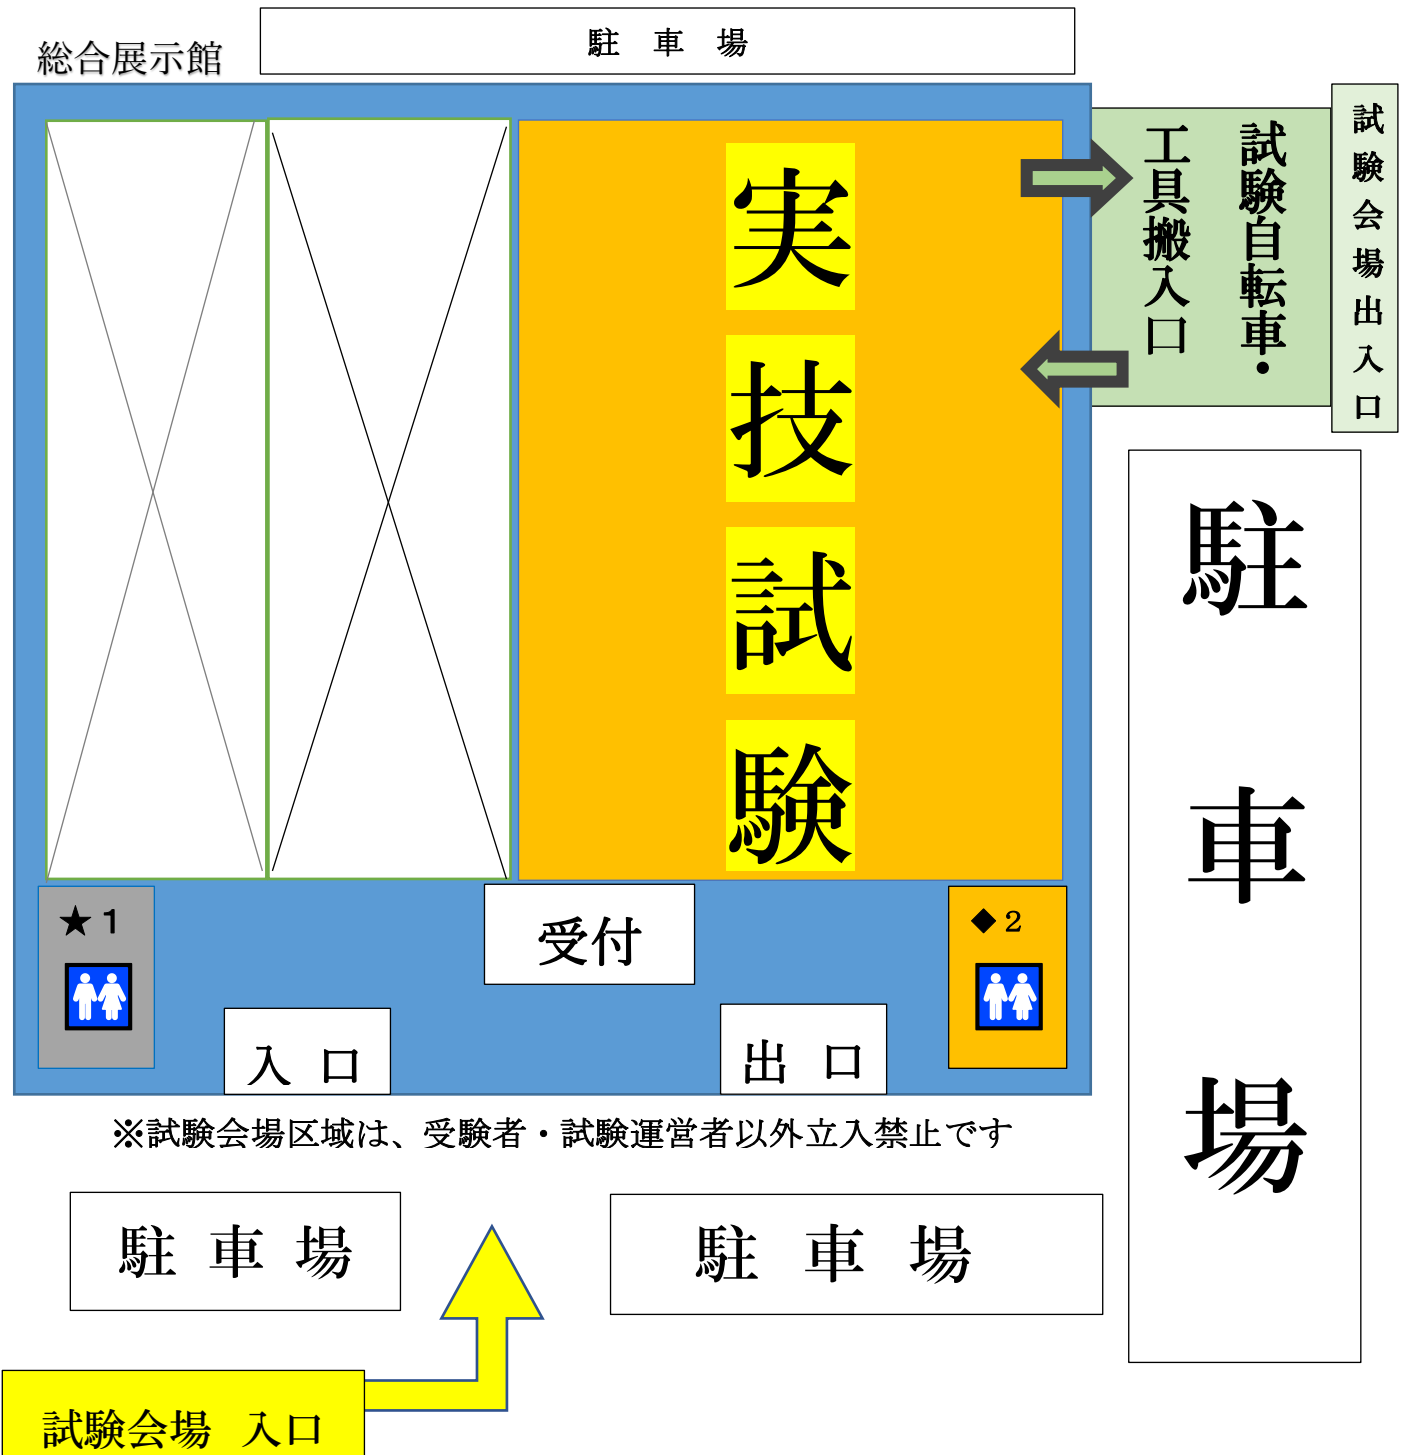 総合展示館
駐 車 場
試験会場出入口
試験自転車・
工具搬入口
実技試験
駐車場
★１
受付
◆２
入 口
出 口
※試験会場区域は、受験者・試験運営者以外立入禁止です
駐 車 場
駐 車 場
試験会場 入口